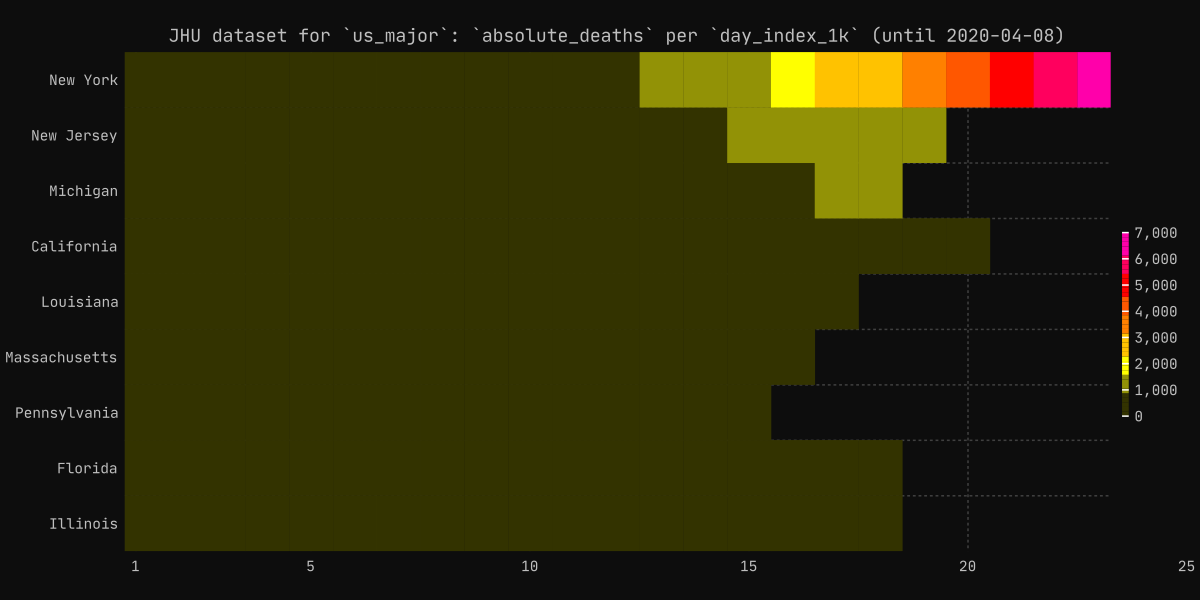 JHU dataset for `us_major`: `absolute_deaths` per `day_index_1k` (until 2020-04-08)
New York
New Jersey
Michigan
California
Louisiana
Massachusetts
Pennsylvania
Florida
Illinois
7,000
6,000
5,000
4,000
3,000
2,000
1,000
0
1 5 10 15 20 25